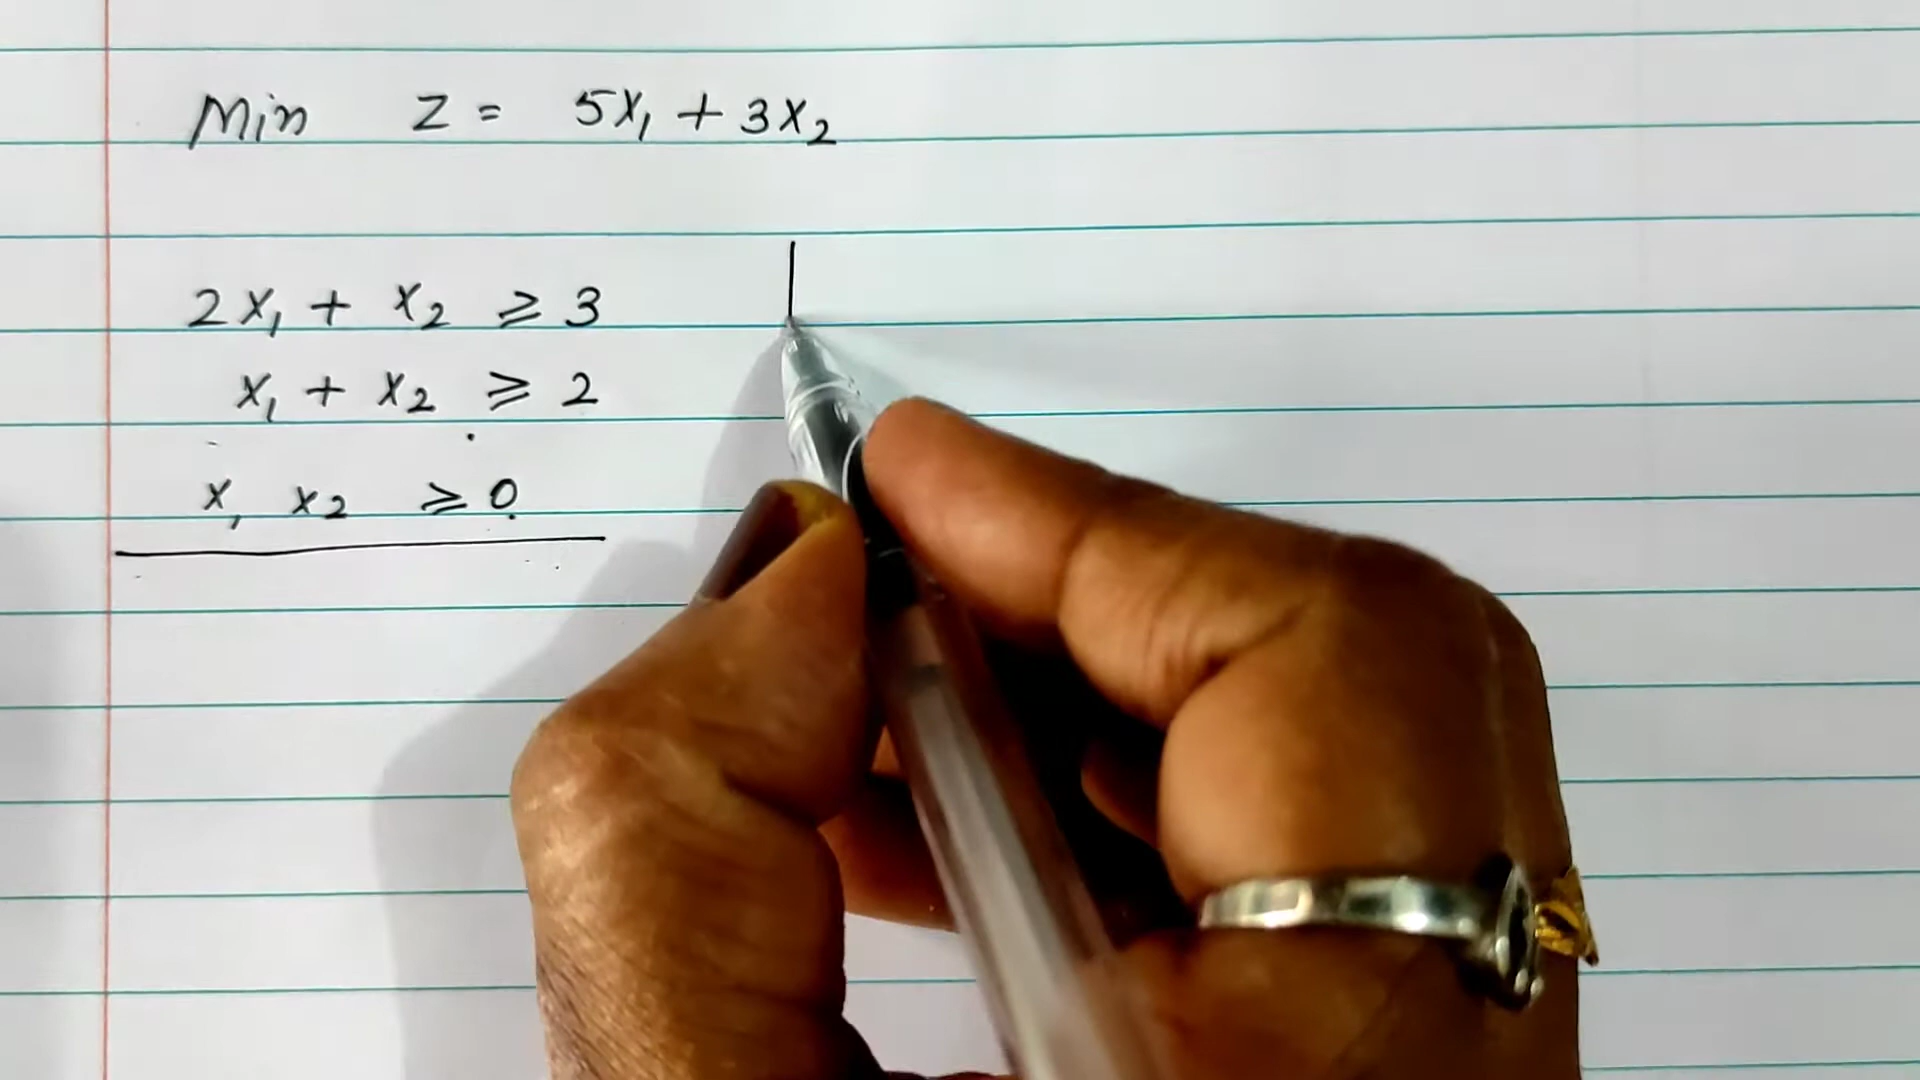 Min Z = 5x₁ + 3x₂
2x₁ + x₂ ⩾ 3
x₁ + x₂ ⩾ 2
x₁ x₂ ⩾ 0